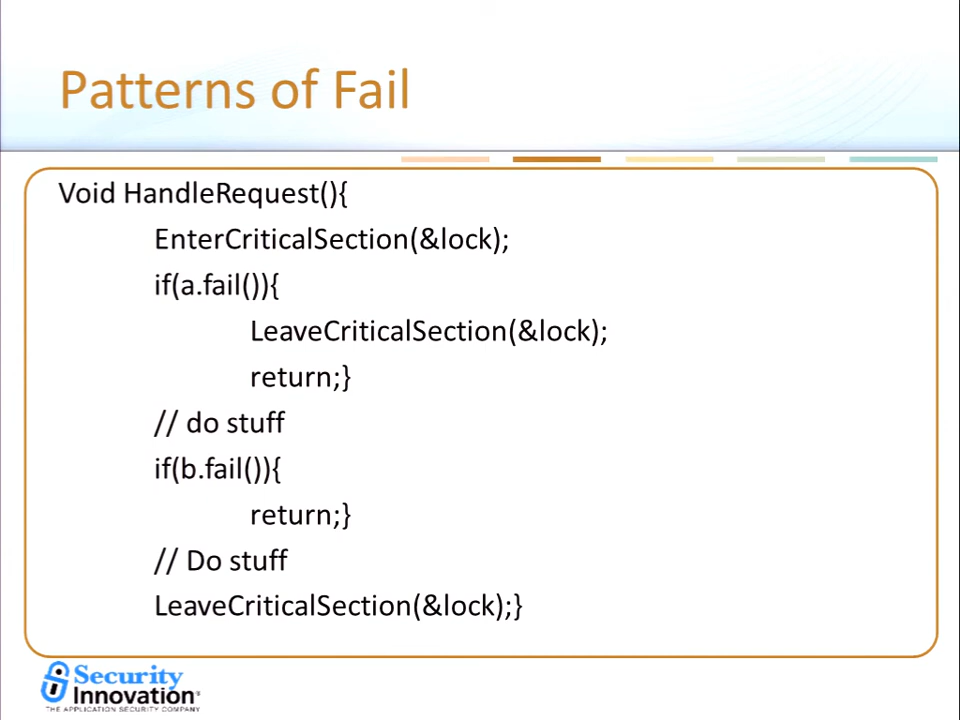 Patterns of Fail
Void HandleRequest(){
EnterCriticalSection(&lock);
if(a.fail()){
LeaveCriticalSection(&lock);
return;}
// do stuff
if(b.fail()){
return;}
// Do stuff
LeaveCriticalSection(&lock);}
Security
Innovation
THE APPLICATION SECURITY COMPANY